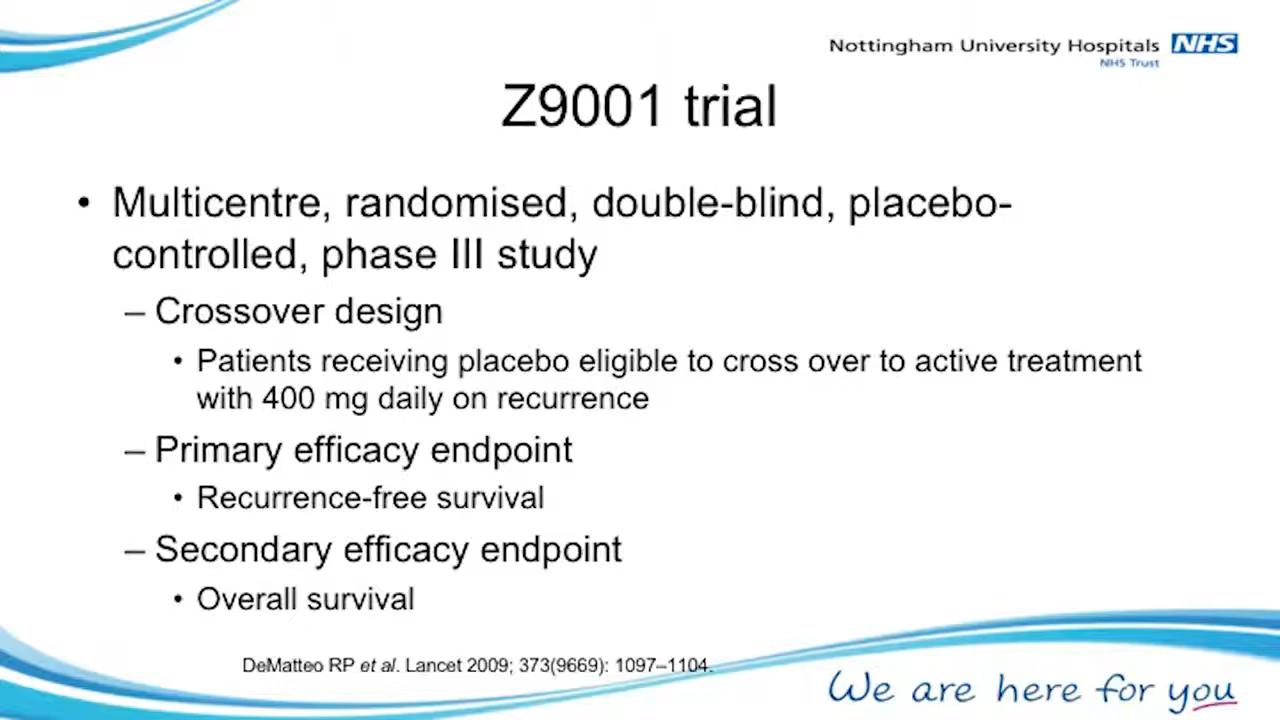 Nottingham University Hospitals NHS
NHS Trust
Z9001 trial
• Multicentre, randomised, double-blind, placebo-
controlled, phase III study
– Crossover design
• Patients receiving placebo eligible to cross over to active treatment
with 400 mg daily on recurrence
– Primary efficacy endpoint
• Recurrence-free survival
– Secondary efficacy endpoint
• Overall survival
DeMatteo RP et al. Lancet 2009; 373(9669): 1097–1104.
We are here for you